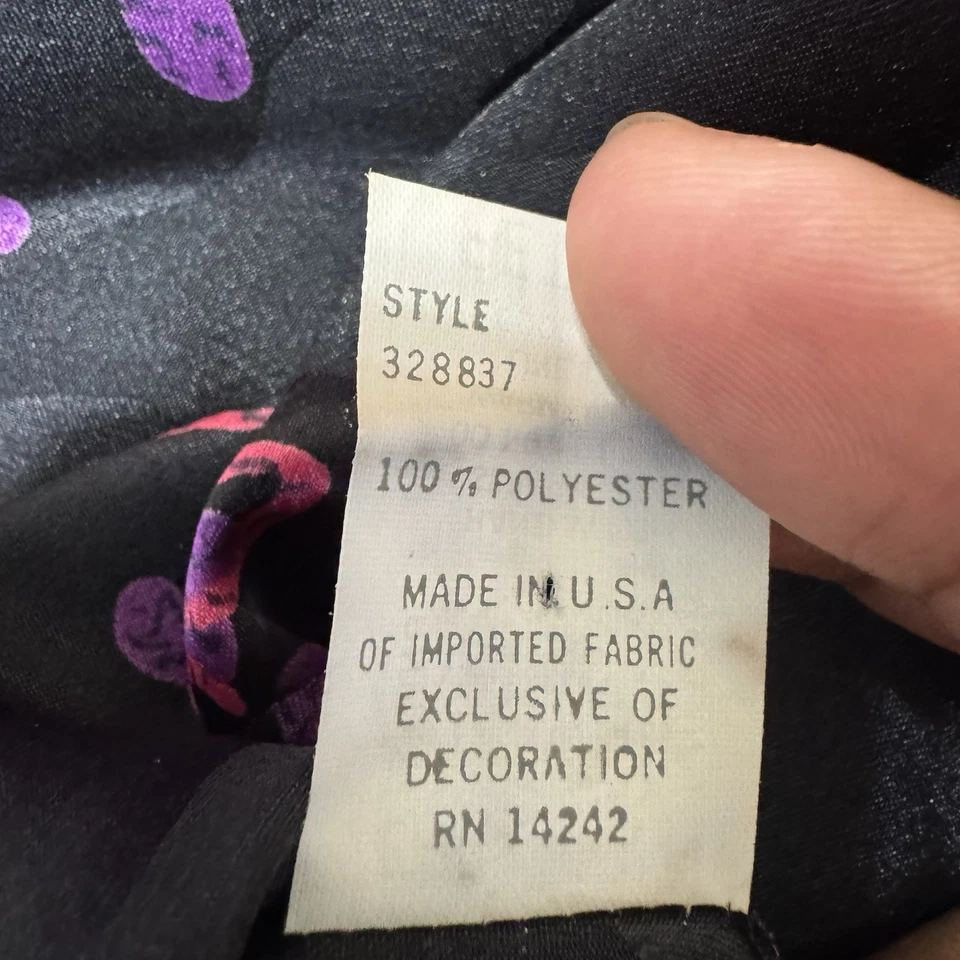 STYLE
328837
100% POLYESTER
MADE IN U.S.A
OF IMPORTED FABRIC
EXCLUSIVE OF
DECORATION
RN 14242